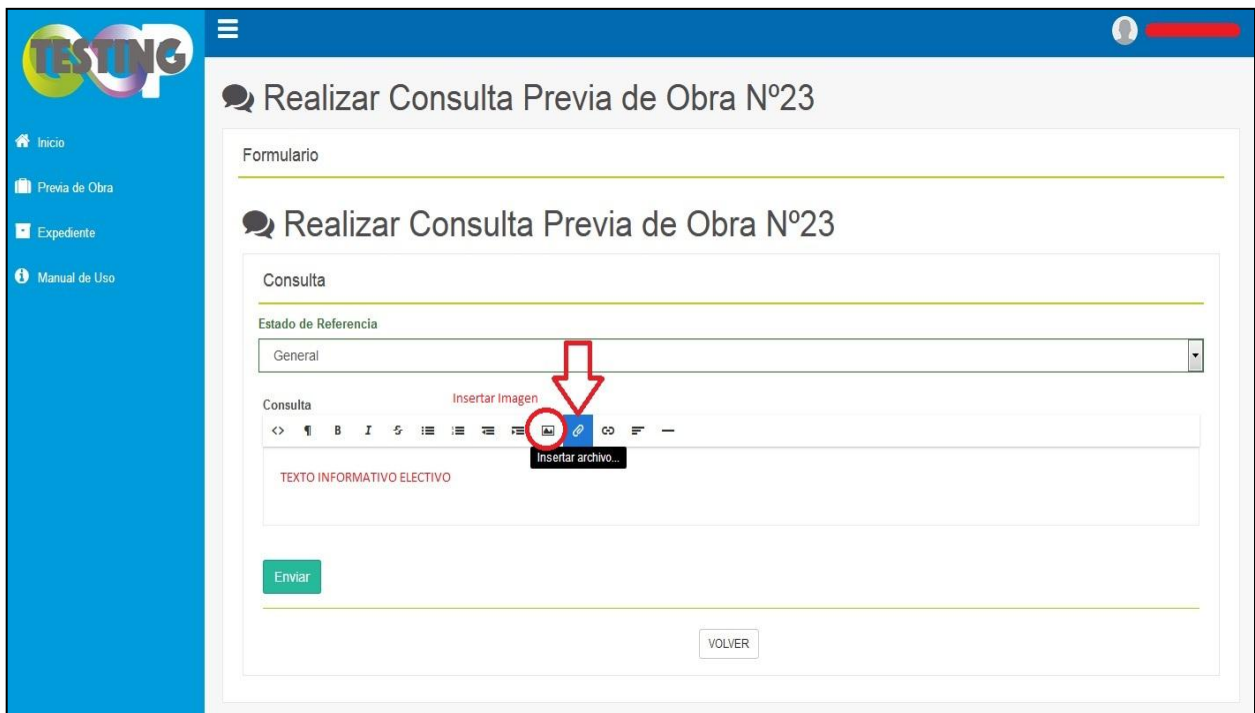 TESTING
Realizar Consulta Previa de Obra Nº23
Inicio
Previa de Obra
Expediente
Manual de Uso
Formulario
Realizar Consulta Previa de Obra Nº23
Consulta
Estado de Referencia
General
Insertar Imagen
Consulta
B I S
Insertar archivo...
TEXTO INFORMATIVO ELECTIVO
Enviar
VOLVER